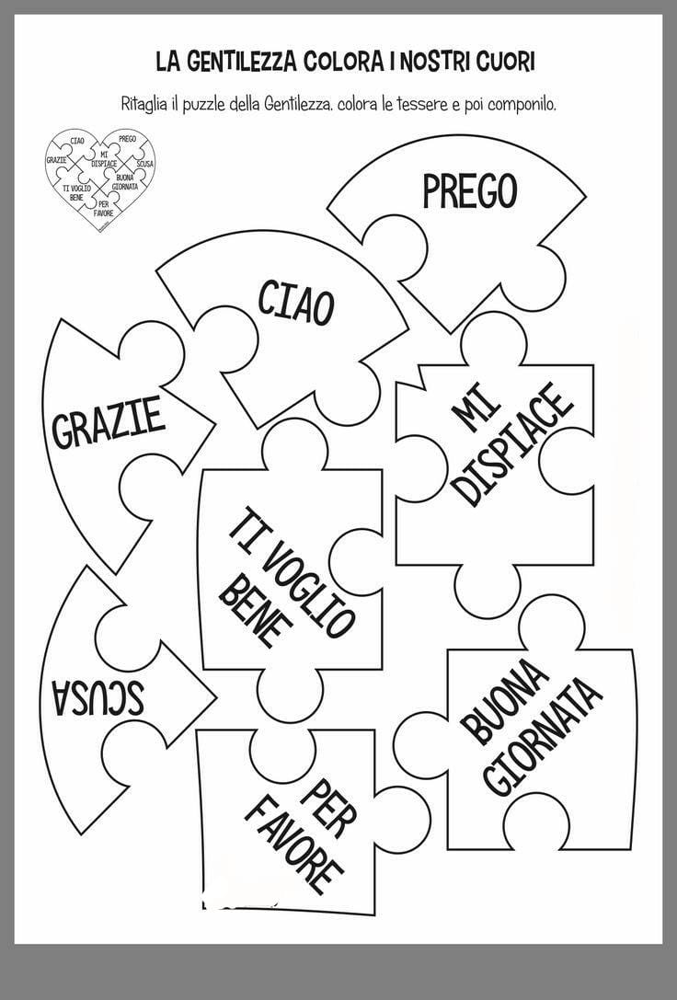 LA GENTILEZZA COLORA I NOSTRI CUORI
Ritaglia il puzzle della Gentilezza. colora le tessere e poi componilo.
CIAO
PREGO
GRAZIE
MI
DISPIACE
SCUSA
TI VOGLIO
BENE
BUONA
GIORNATA
PER
FAVORE
PREGO
CIAO
GRAZIE
MI
DISPIACE
TI VOGLIO
BENE
SCUSA
BUONA
GIORNATA
PER
FAVORE